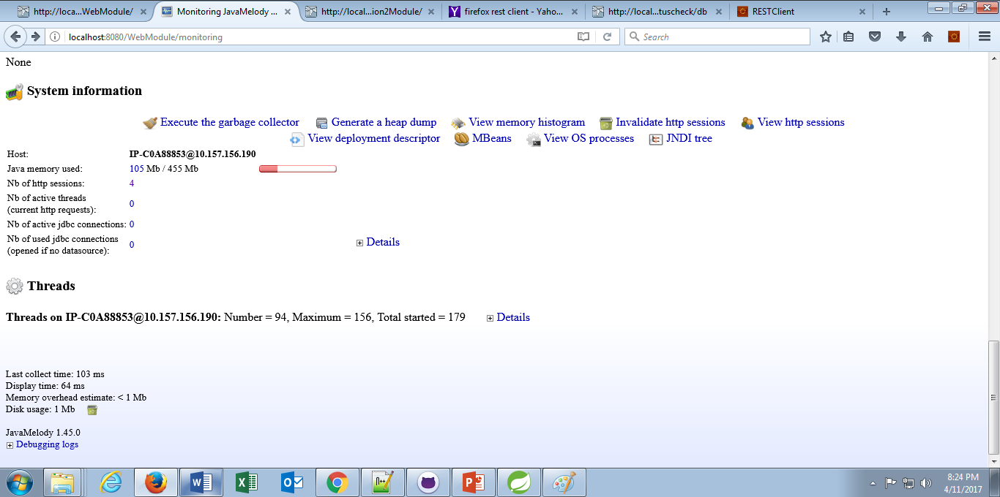 http://loca...WebModule/
Monitoring JavaMelody ...
http://local...ion2Module/
firefox rest client - Yaho...
http://local...tuscheck/db
RESTClient
localhost:8080/WebModule/monitoring
Search
None
System information
Execute the garbage collector Generate a heap dump View memory histogram Invalidate http sessions View http sessions
View deployment descriptor MBeans View OS processes JNDI tree
Host: IP-C0A88853@10.157.156.190
Java memory used: 105 Mb / 455 Mb
Nb of http sessions: 4
Nb of active threads
(current http requests): 0
Nb of active jdbc connections: 0
Nb of used jdbc connections
(opened if no datasource): 0
Details
Threads
Threads on IP-C0A88853@10.157.156.190: Number = 94, Maximum = 156, Total started = 179 Details
Last collect time: 103 ms
Display time: 64 ms
Memory overhead estimate: < 1 Mb
Disk usage: 1 Mb
JavaMelody 1.45.0
Debugging logs
8:24 PM
4/11/2017